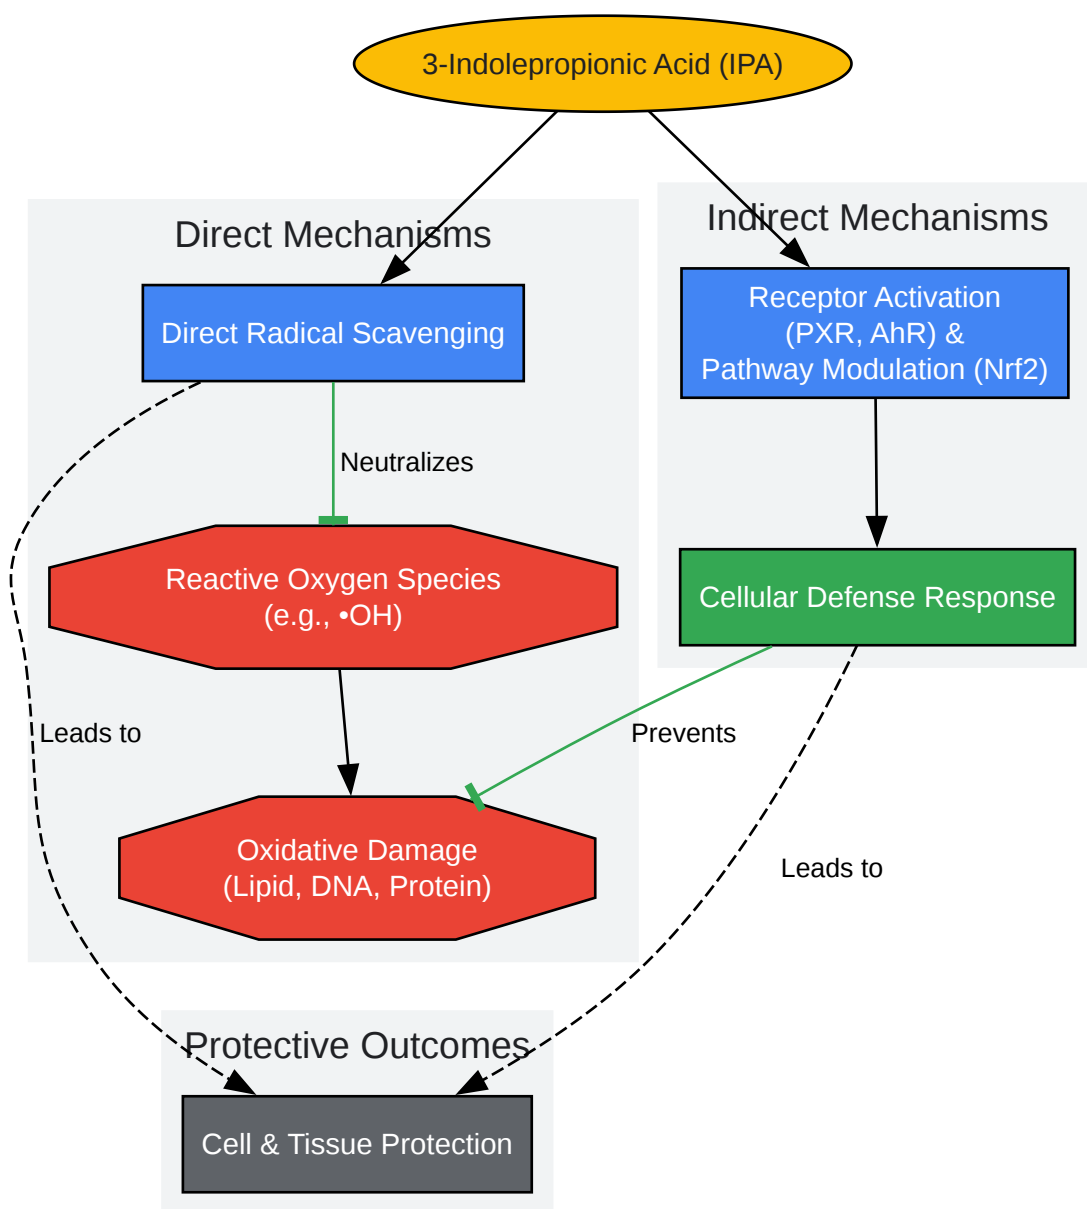 3-Indolepropionic Acid (IPA)
Direct Mechanisms
Indirect Mechanisms
Direct Radical Scavenging
Receptor Activation
(PXR, AhR) &
Pathway Modulation (Nrf2)
Neutralizes
Reactive Oxygen Species
(e.g., •OH)
Cellular Defense Response
Leads to
Prevents
Oxidative Damage
(Lipid, DNA, Protein)
Leads to
Protective Outcomes
Cell & Tissue Protection